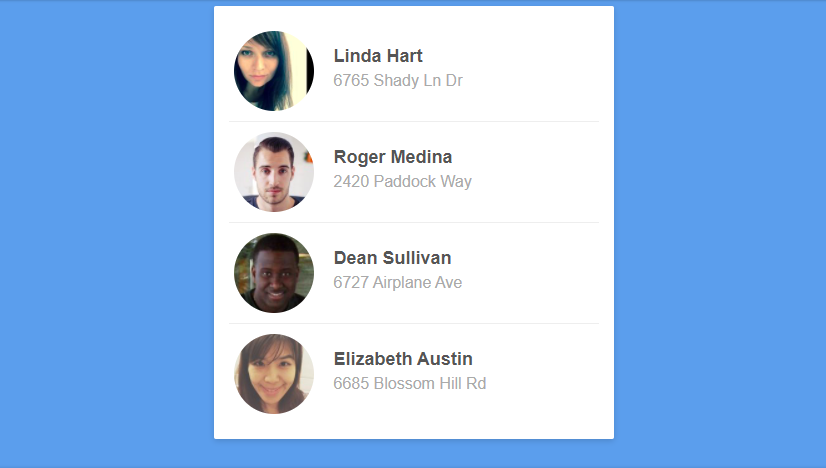 Linda Hart
6765 Shady Ln Dr
Roger Medina
2420 Paddock Way
Dean Sullivan
6727 Airplane Ave
Elizabeth Austin
6685 Blossom Hill Rd